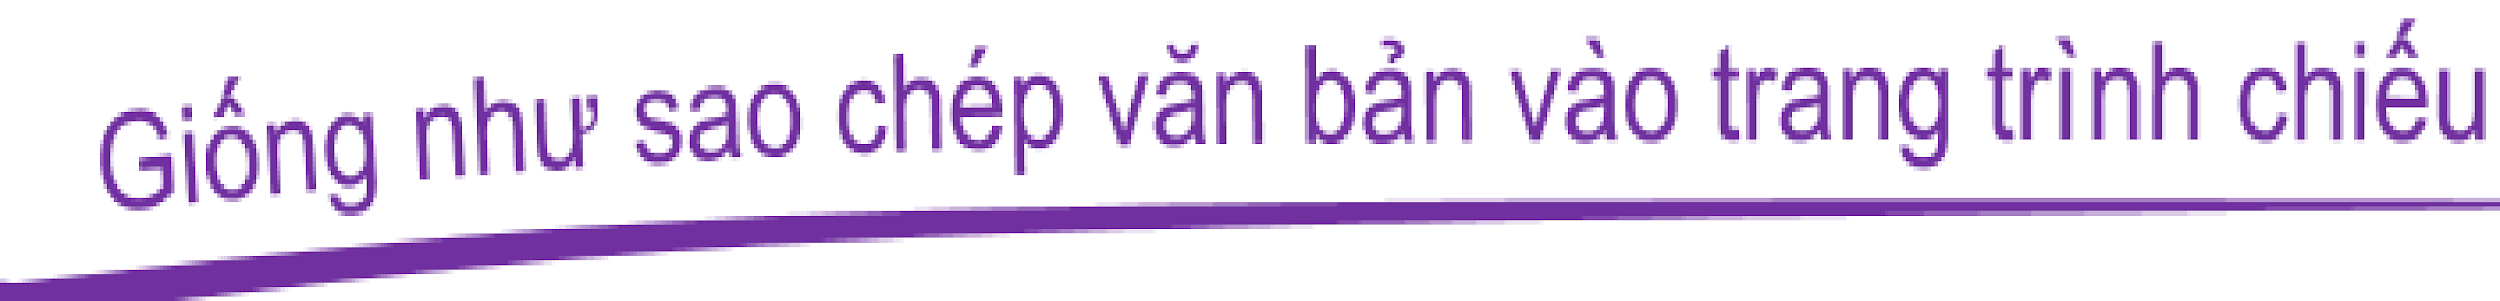 Giống như sao chép văn bản vào trang trình chiếu